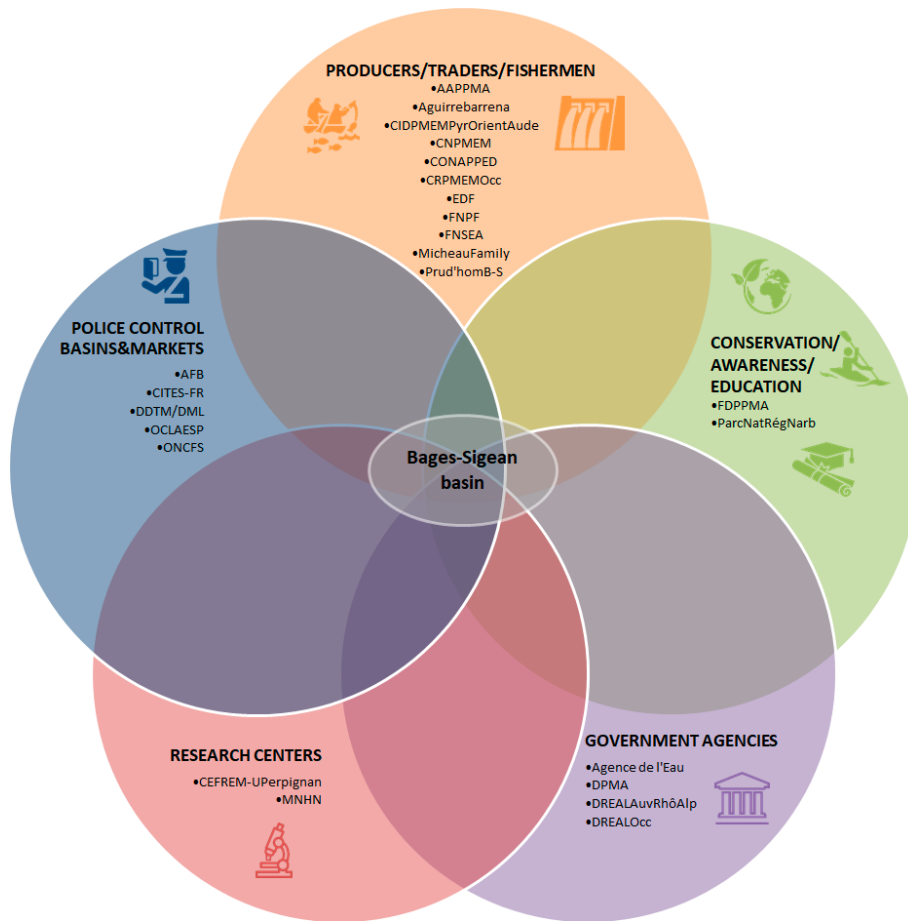 PRODUCERS/TRADERS/FISHERMEN
•AAPPMA
•Aguirrebarrena
•CIDPMEMPyrOrientAude
•CNPMEM
•CONAPPED
•CRPMEMOcc
•EDF
•FNPF
•FNSEA
•MicheauFamily
•Prud'homB-S
POLICE CONTROL
BASINS&MARKETS
•AFB
•CITES-FR
•DDTM/DML
•OCLAESP
•ONCFS
CONSERVATION/
AWARENESS/
EDUCATION
•FDPPMA
•ParcNatRégNarb
Bages-Sigean
basin
RESEARCH CENTERS
•CEFREM-UPerpignan
•MNHN
GOVERNMENT AGENCIES
•Agence de l'Eau
•DPMA
•DREALAuvRhôAlp
•DREALOcc